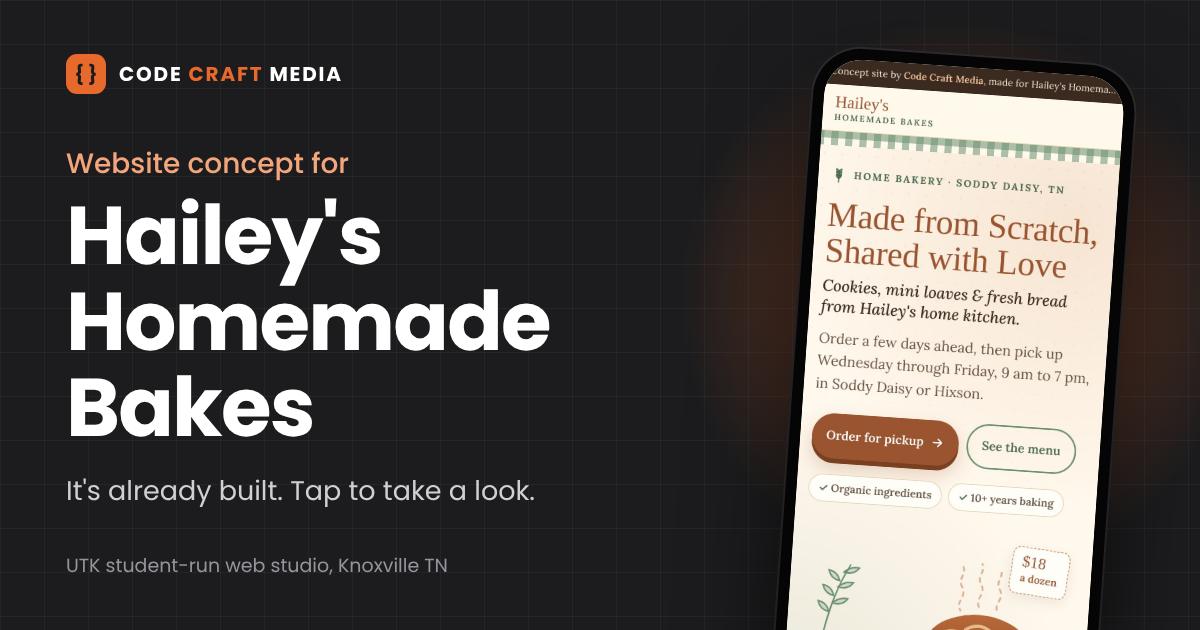 { } CODE CRAFT MEDIA
Website concept for
Hailey's
Homemade
Bakes
It's already built. Tap to take a look.
UTK student-run web studio, Knoxville TN
concept site by Code Craft Media, made for Hailey's Homema...
Hailey's
HOMEMADE BAKES
HOME BAKERY · SODDY DAISY, TN
Made from Scratch,
Shared with Love
Cookies, mini loaves & fresh bread
from Hailey's home kitchen.
Order a few days ahead, then pick up
Wednesday through Friday, 9 am to 7 pm,
in Soddy Daisy or Hixson.
Order for pickup → See the menu
✓ Organic ingredients ✓ 10+ years baking
$18
a dozen